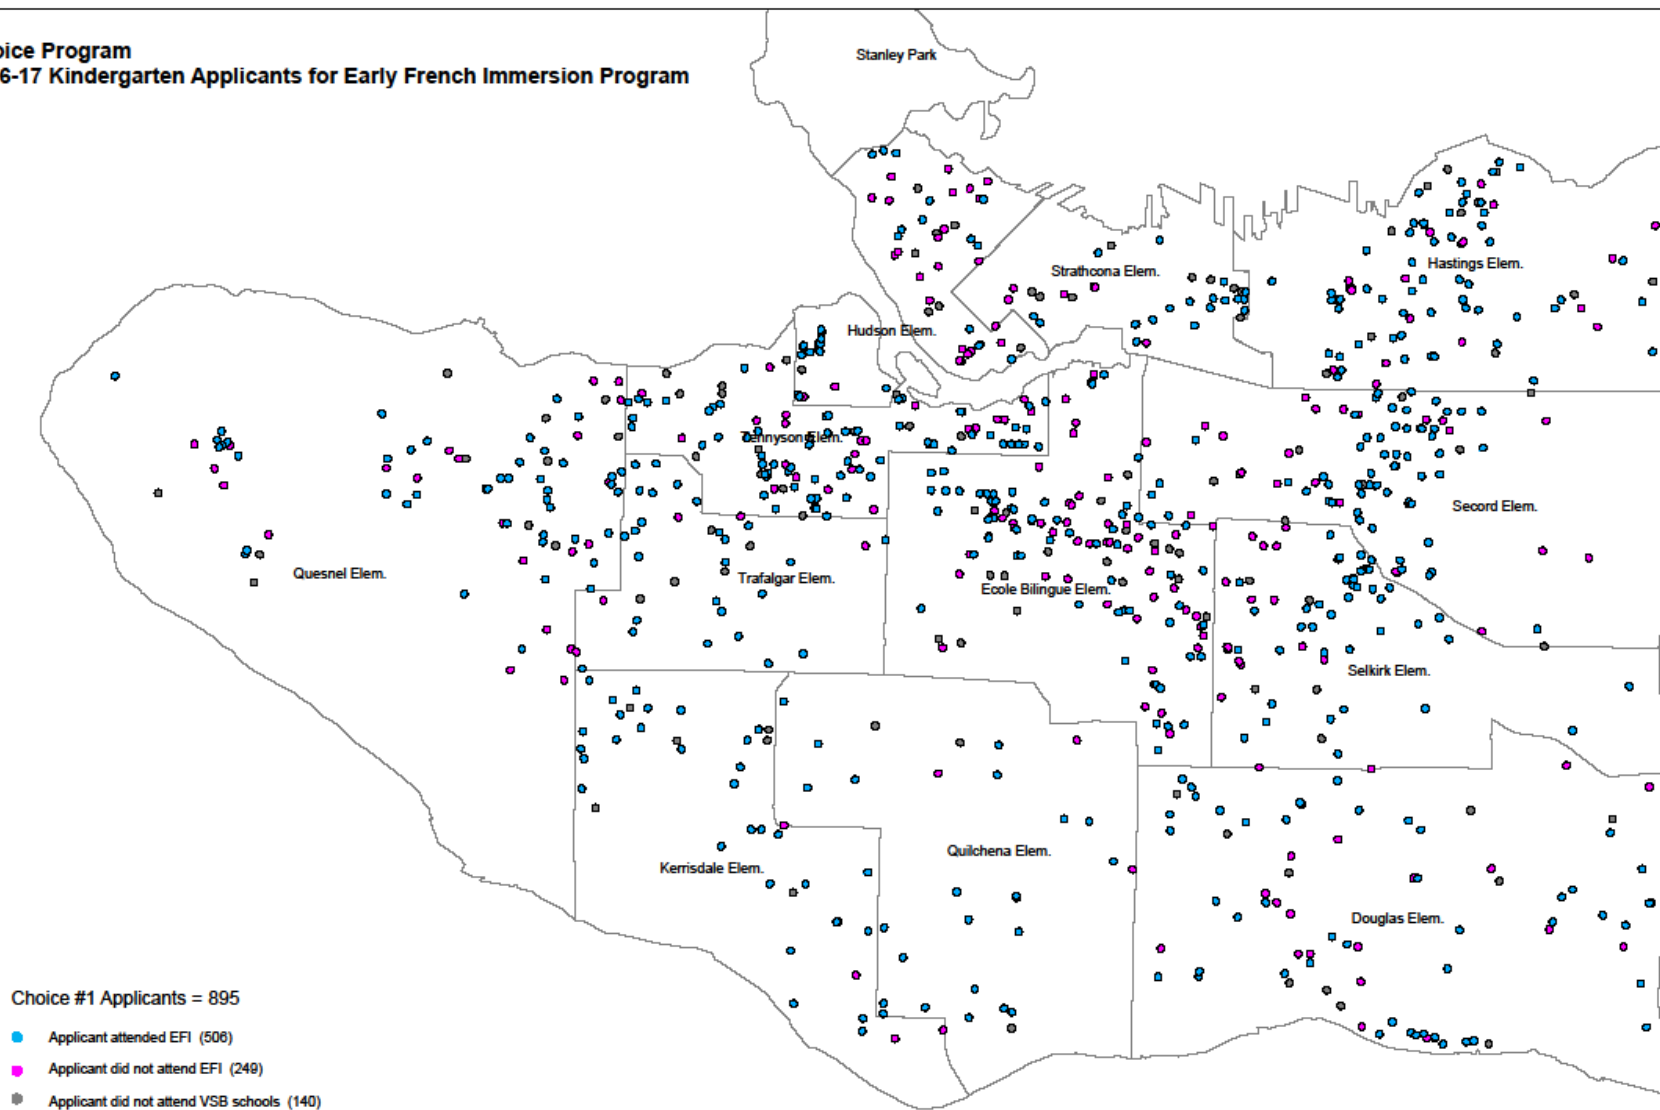 oice Program
6-17 Kindergarten Applicants for Early French Immersion Program
Stanley Park
Hastings Elem.
Strathcona Elem.
Hudson Elem.
Tennyson Elem.
Secord Elem.
Quesnel Elem.
Trafalgar Elem.
Ecole Bilingue Elem.
Selkirk Elem.
Quilchena Elem.
Kerrisdale Elem.
Douglas Elem.
Choice #1 Applicants = 895
Applicant attended EFI (506)
Applicant did not attend EFI (249)
Applicant did not attend VSB schools (140)